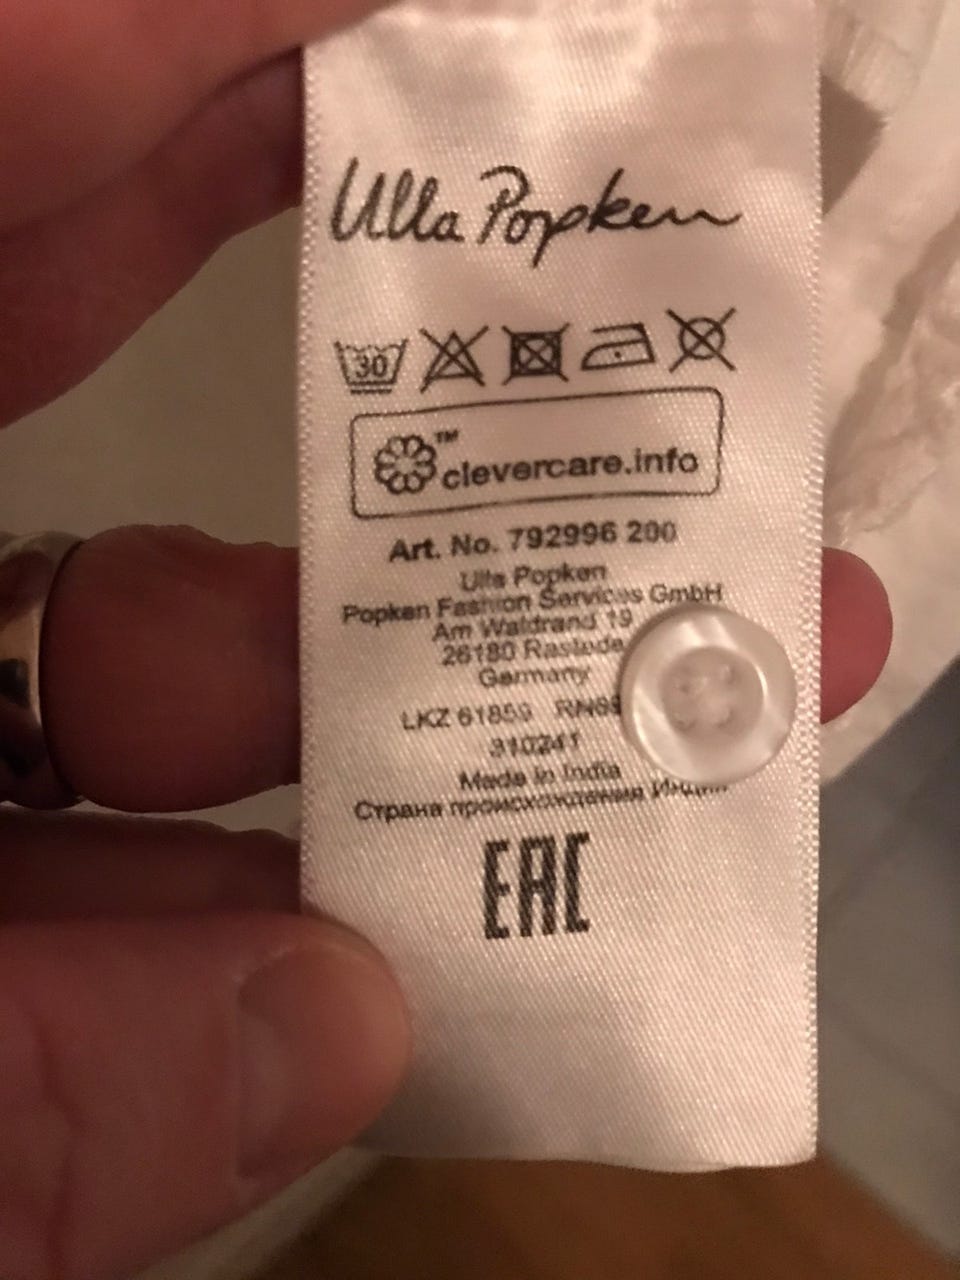 Ulla Popken
30
™
clevercare.info
Art. No. 792996 200
Ulla Popken
Popken Fashion Services GmbH
Am Waldrand 19
26180 Rastede
Germany
LKZ 61859
310241
Made in India
Страна происхождения Индия
EAC